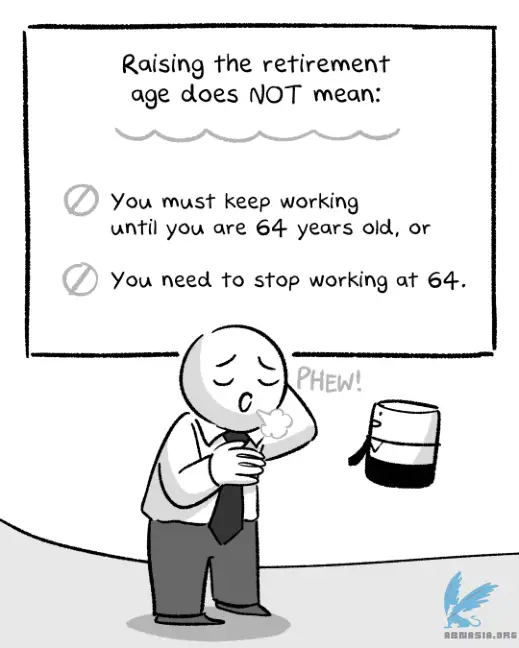 Raising the retirement
age does NOT mean:
You must keep working
until you are 64 years old, or
You need to stop working at 64.
PHEW!
ABMASIA.ORG